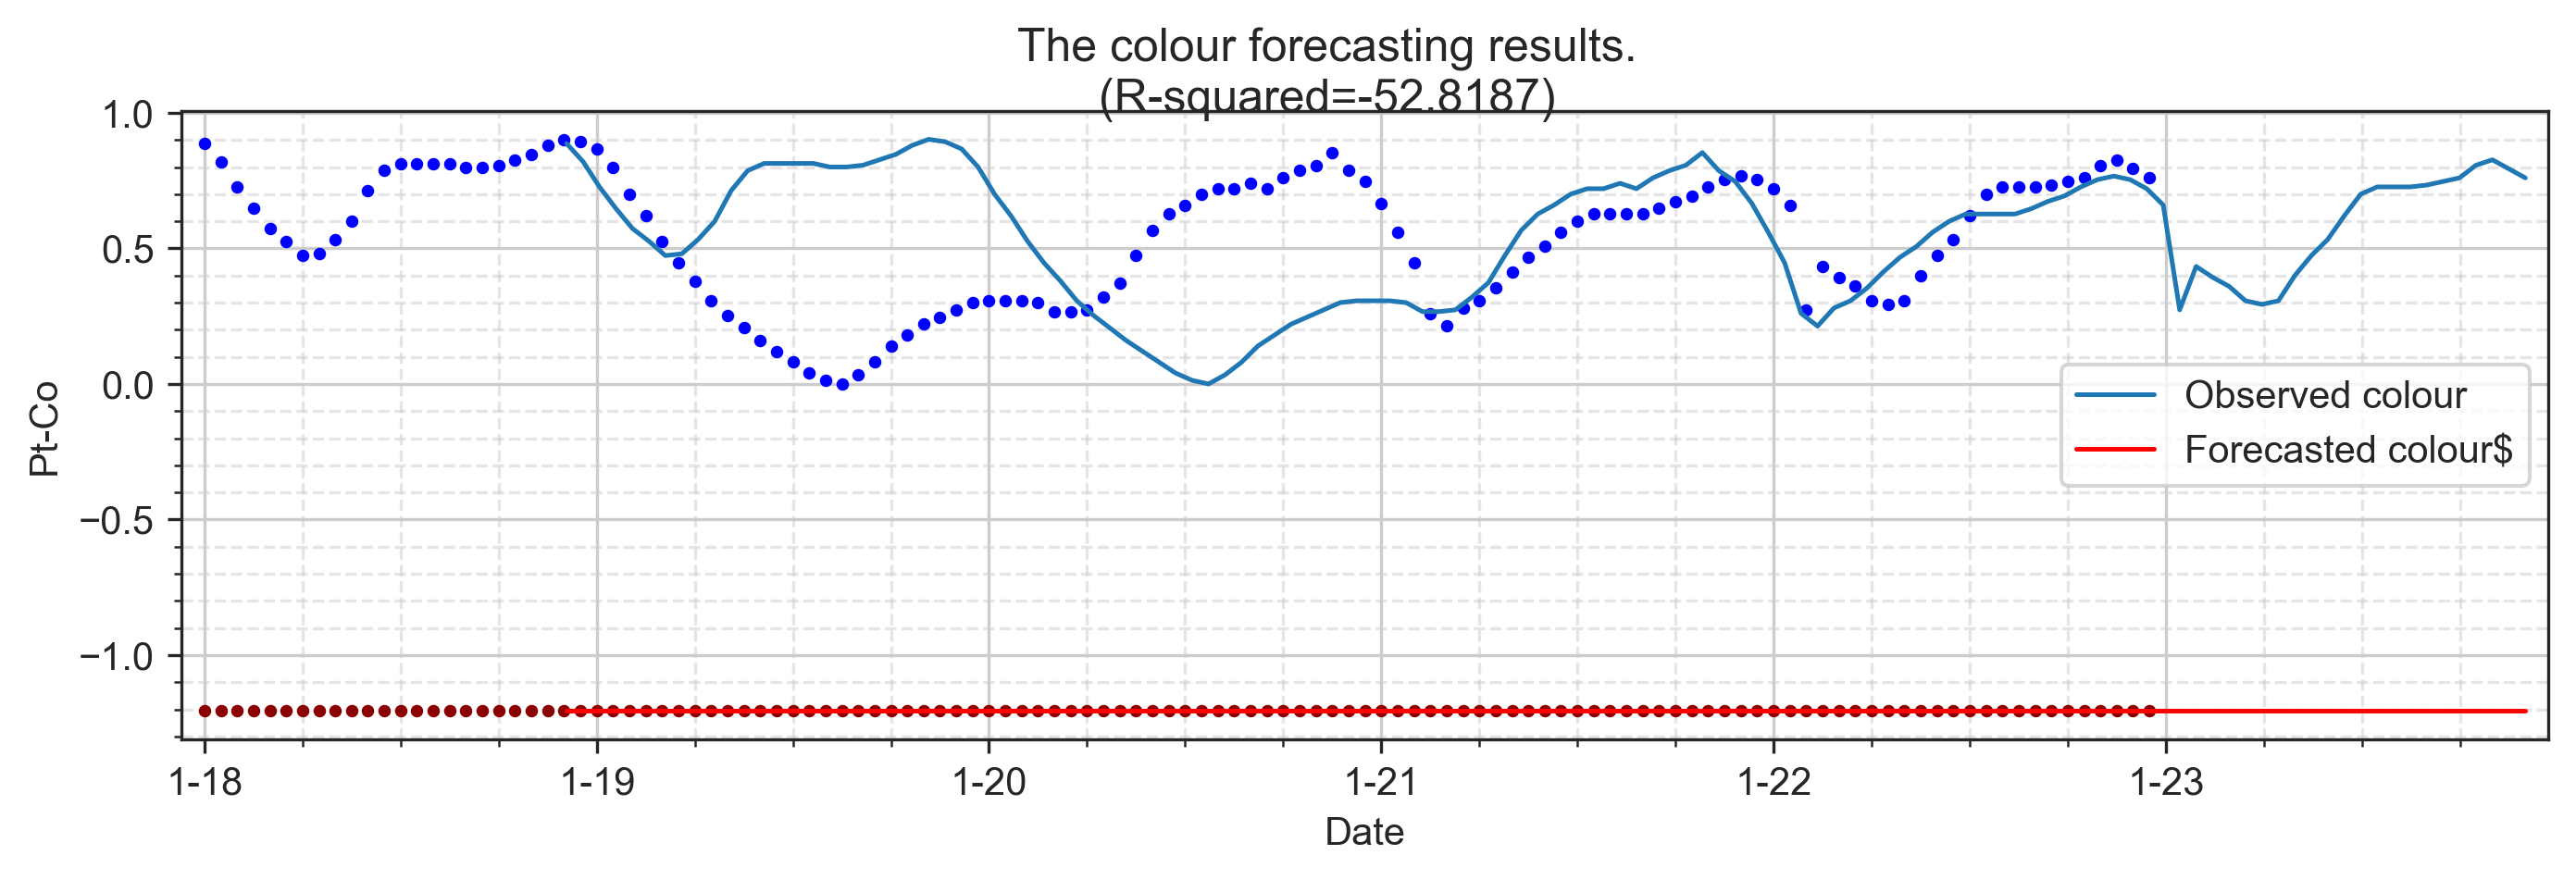 The colour forecasting results.
(R-squared=-52.8187)
1.0
0.5
0.0
−0.5
−1.0
Pt-Co
Observed colour
Forecasted colour$
1-18 1-19 1-20 1-21 1-22 1-23
Date